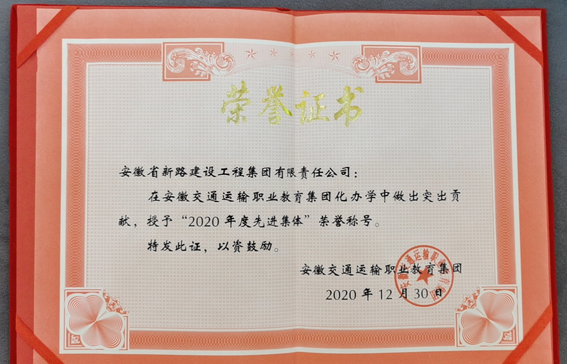 荣誉证书
安徽省新路建设工程集团有限责任公司：
在安徽交通运输职业教育集团化办学中做出突出贡
献，授予“2020年度先进集体”荣誉称号。
特发此证，以资鼓励。
安徽交通运输职业教育集团
2020年12月30日